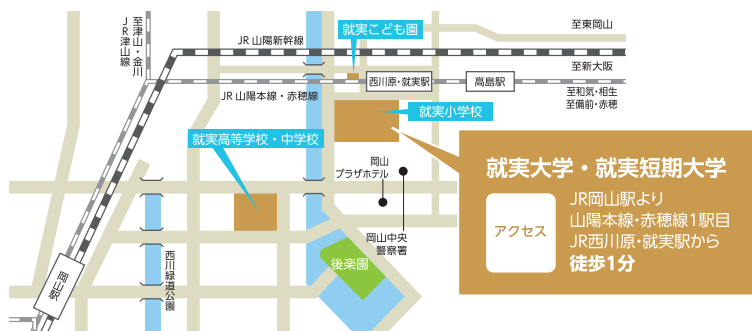 至津山・金川
JR津山線
JR山陽新幹線
就実こども園
至東岡山
至新大阪
西川原・就実駅
高島駅
至和気・相生
至備前・赤穂
JR山陽本線・赤穂線
就実小学校
就実高等学校・中学校
岡山
プラザホテル
岡山中央
警察署
後楽園
西川緑道公園
岡山駅
就実大学・就実短期大学
アクセス
JR岡山駅より
山陽本線・赤穂線1駅目
JR西川原・就実駅から
徒歩1分